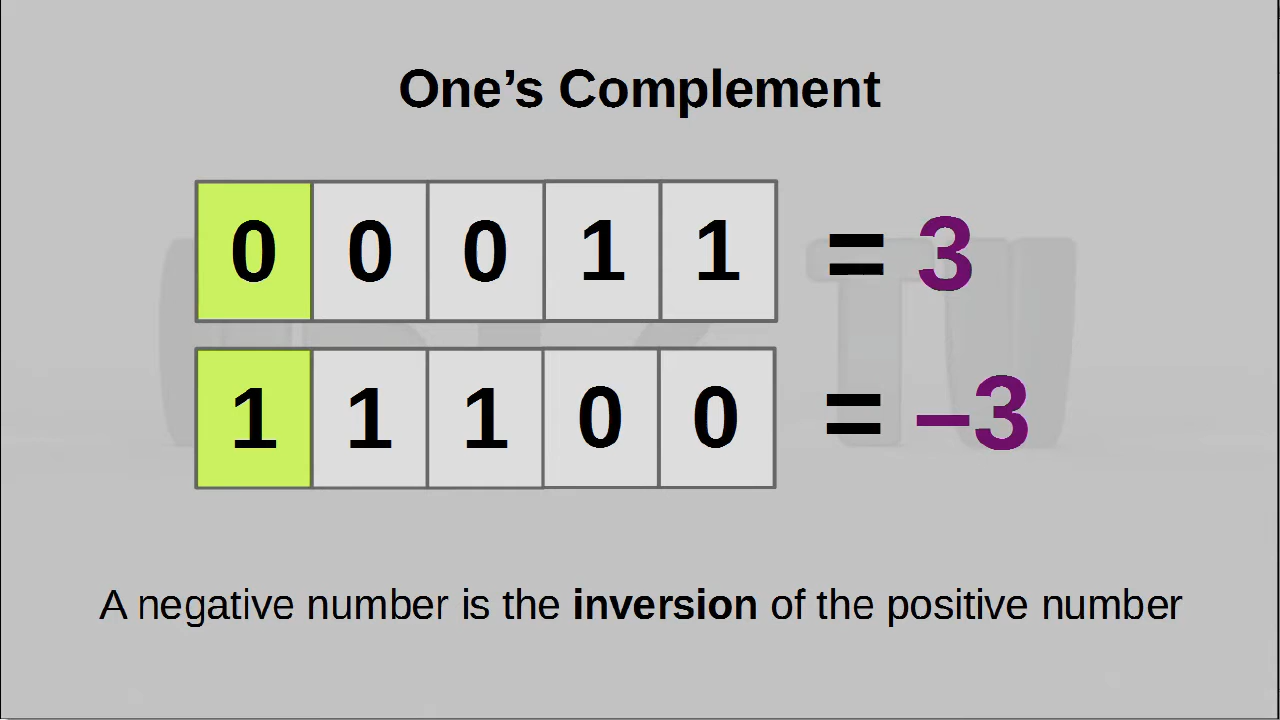 One’s Complement
0 0 0 1 1 = 3
1 1 1 0 0 = –3
A negative number is the inversion of the positive number